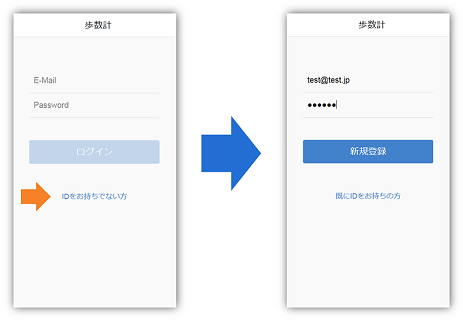 歩数計
E-Mail
Password
ログイン
IDをお持ちでない方
歩数計
test@test.jp
●●●●●●
新規登録
既にIDをお持ちの方